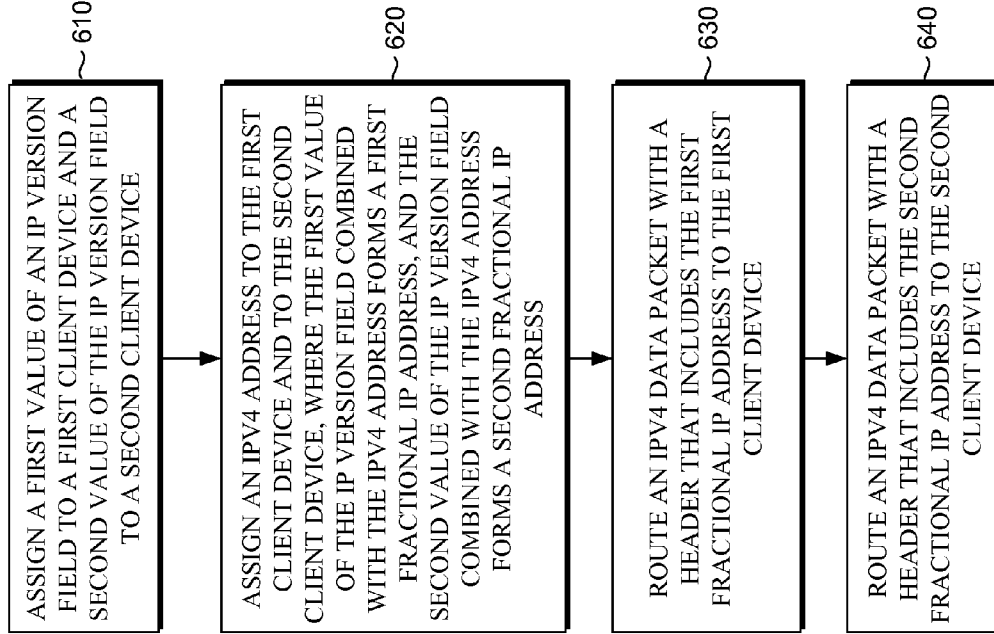 ASSIGN A FIRST VALUE OF AN IP VERSION
FIELD TO A FIRST CLIENT DEVICE AND A
SECOND VALUE OF THE IP VERSION FIELD
TO A SECOND CLIENT DEVICE
610
ASSIGN AN IPV4 ADDRESS TO THE FIRST
CLIENT DEVICE AND TO THE SECOND
CLIENT DEVICE, WHERE THE FIRST VALUE
OF THE IP VERSION FIELD COMBINED
WITH THE IPV4 ADDRESS FORMS A FIRST
FRACTIONAL IP ADDRESS, AND THE
SECOND VALUE OF THE IP VERSION FIELD
COMBINED WITH THE IPV4 ADDRESS
FORMS A SECOND FRACTIONAL IP
ADDRESS
620
ROUTE AN IPV4 DATA PACKET WITH A
HEADER THAT INCLUDES THE FIRST
FRACTIONAL IP ADDRESS TO THE FIRST
CLIENT DEVICE
630
ROUTE AN IPV4 DATA PACKET WITH A
HEADER THAT INCLUDES THE SECOND
FRACTIONAL IP ADDRESS TO THE SECOND
CLIENT DEVICE
640